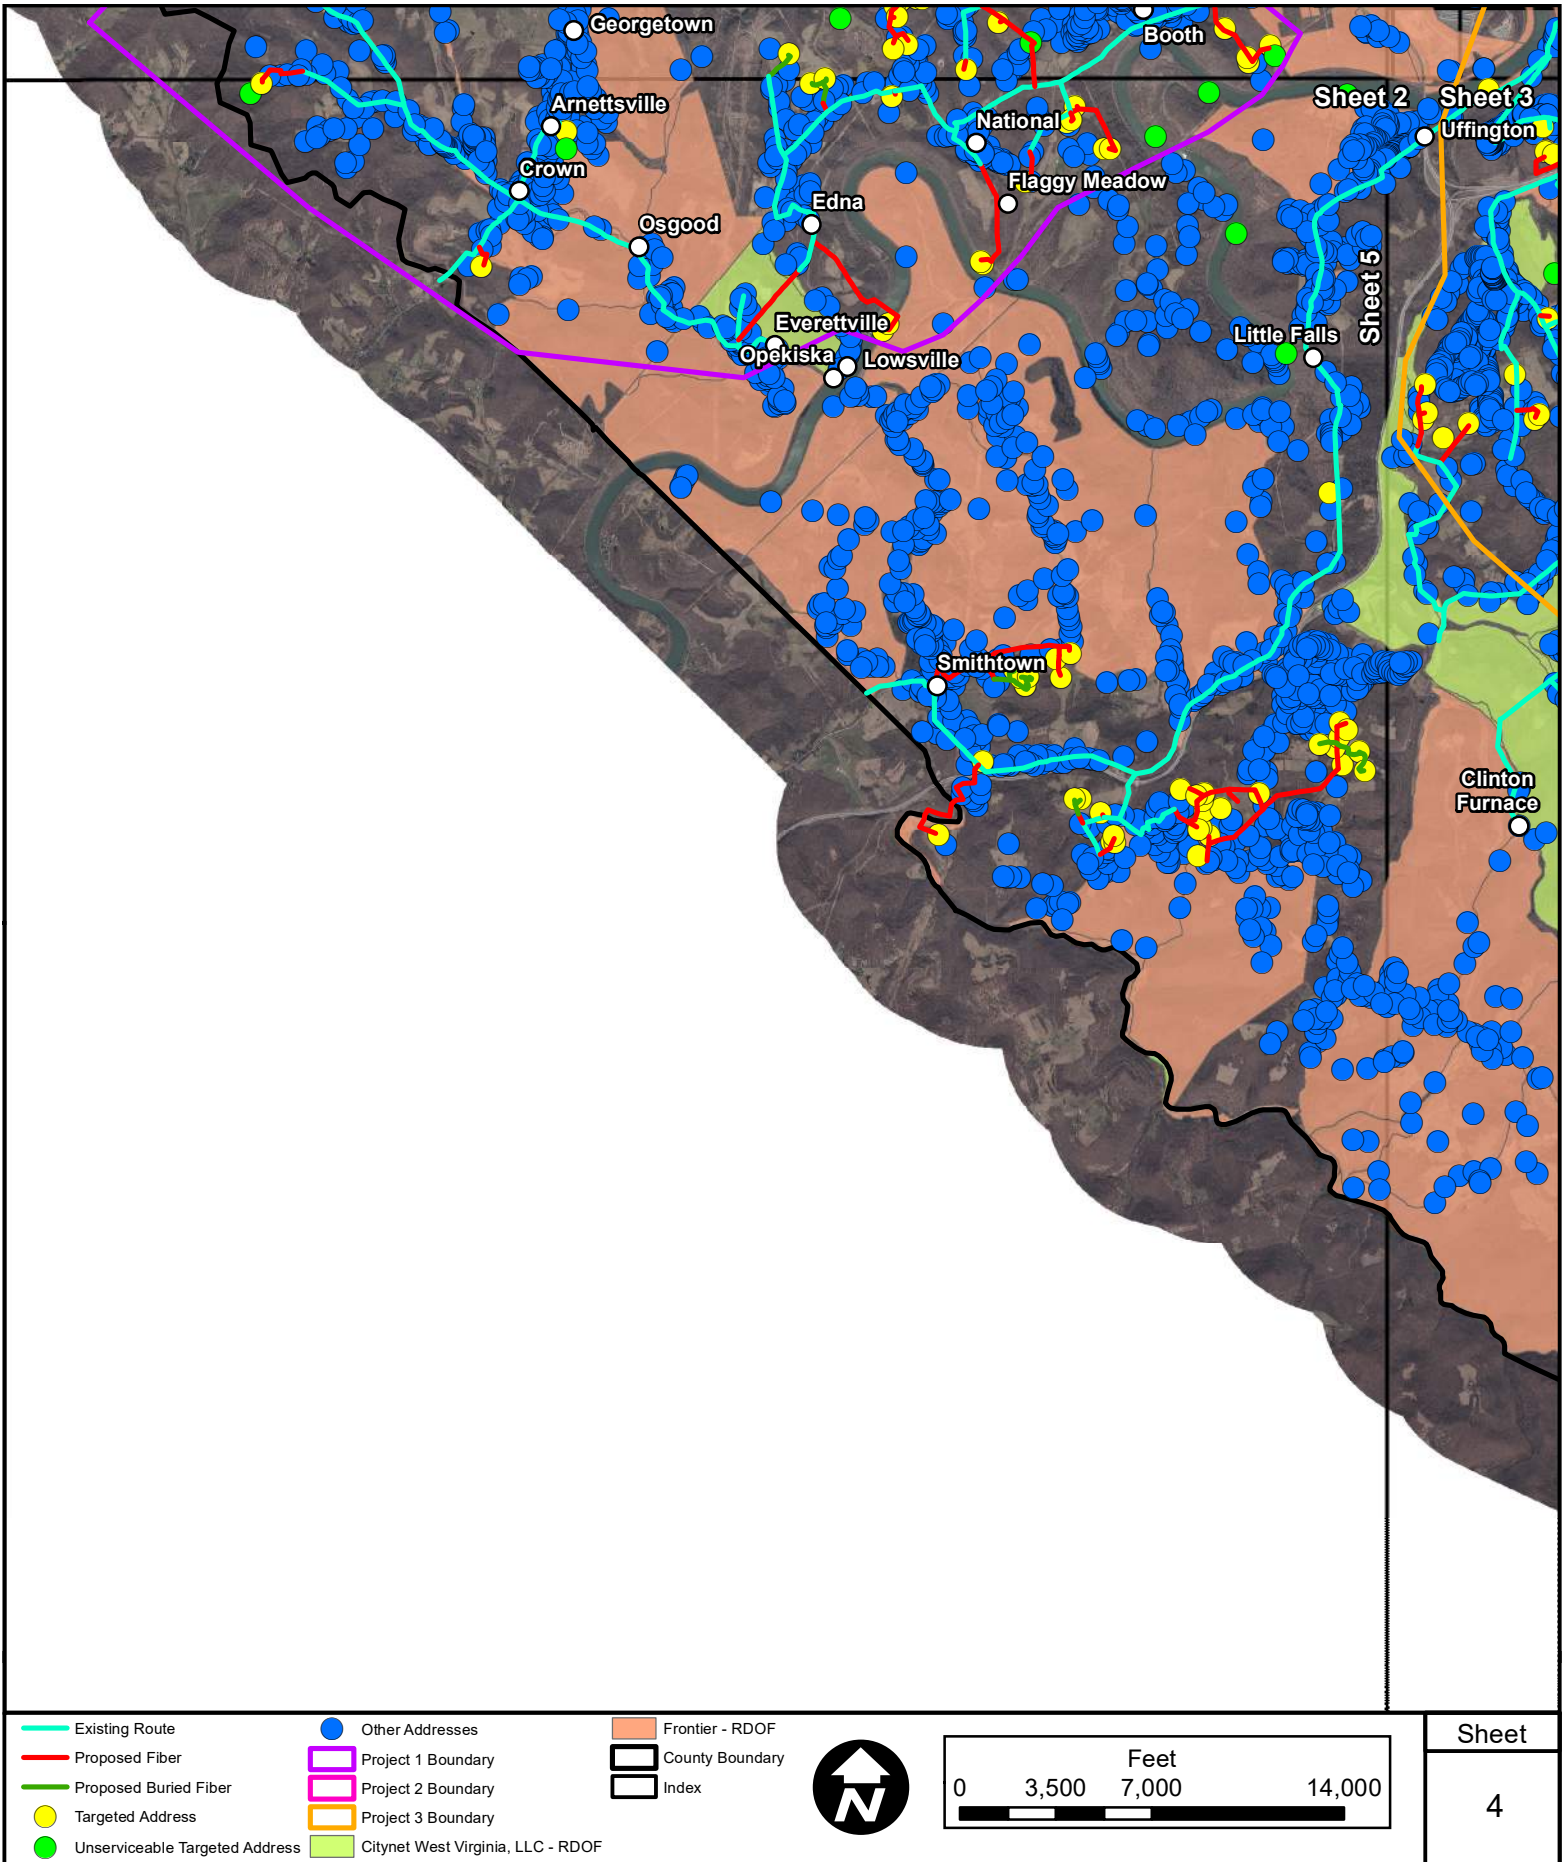 Georgetown
Booth
Arnettsville
Sheet 2
Sheet 3
National
Uffington
Crown
Flaggy Meadow
Edna
Osgood
Sheet 5
Everettville
Little Falls
Opekiska
Lowsville
Smithtown
Clinton
Furnace
Existing Route
Proposed Fiber
Proposed Buried Fiber
Targeted Address
Unserviceable Targeted Address
Other Addresses
Project 1 Boundary
Project 2 Boundary
Project 3 Boundary
Citynet West Virginia, LLC - RDOF
Frontier - RDOF
County Boundary
Index
N
Feet
0 3,500 7,000 14,000
Sheet
4